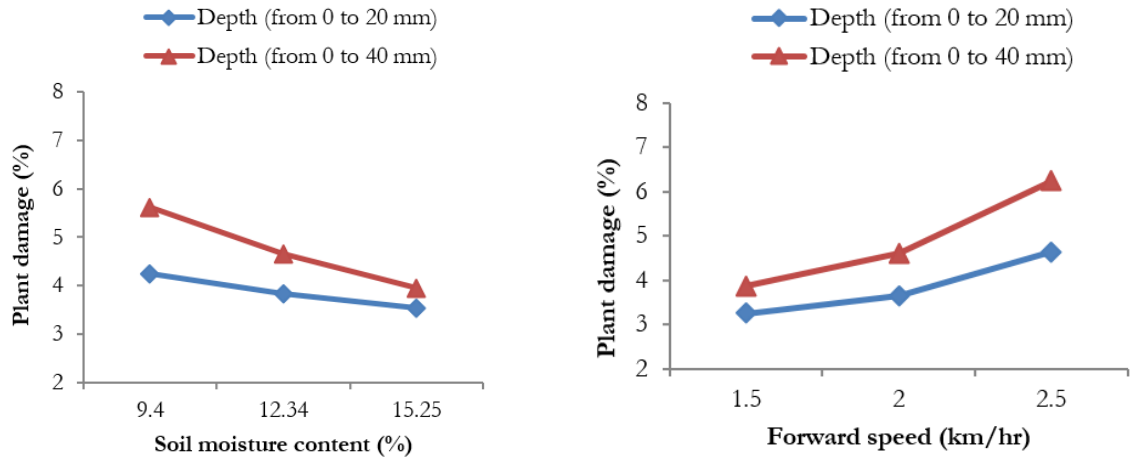 Depth (from 0 to 20 mm)
Depth (from 0 to 40 mm)
8
7
6
5
4
3
2
Plant damage (%)
9.4 12.34 15.25
Soil moisture content (%)
Depth (from 0 to 20 mm)
Depth (from 0 to 40 mm)
8
7
6
5
4
3
2
Plant damage (%)
1.5 2 2.5
Forward speed (km/hr)